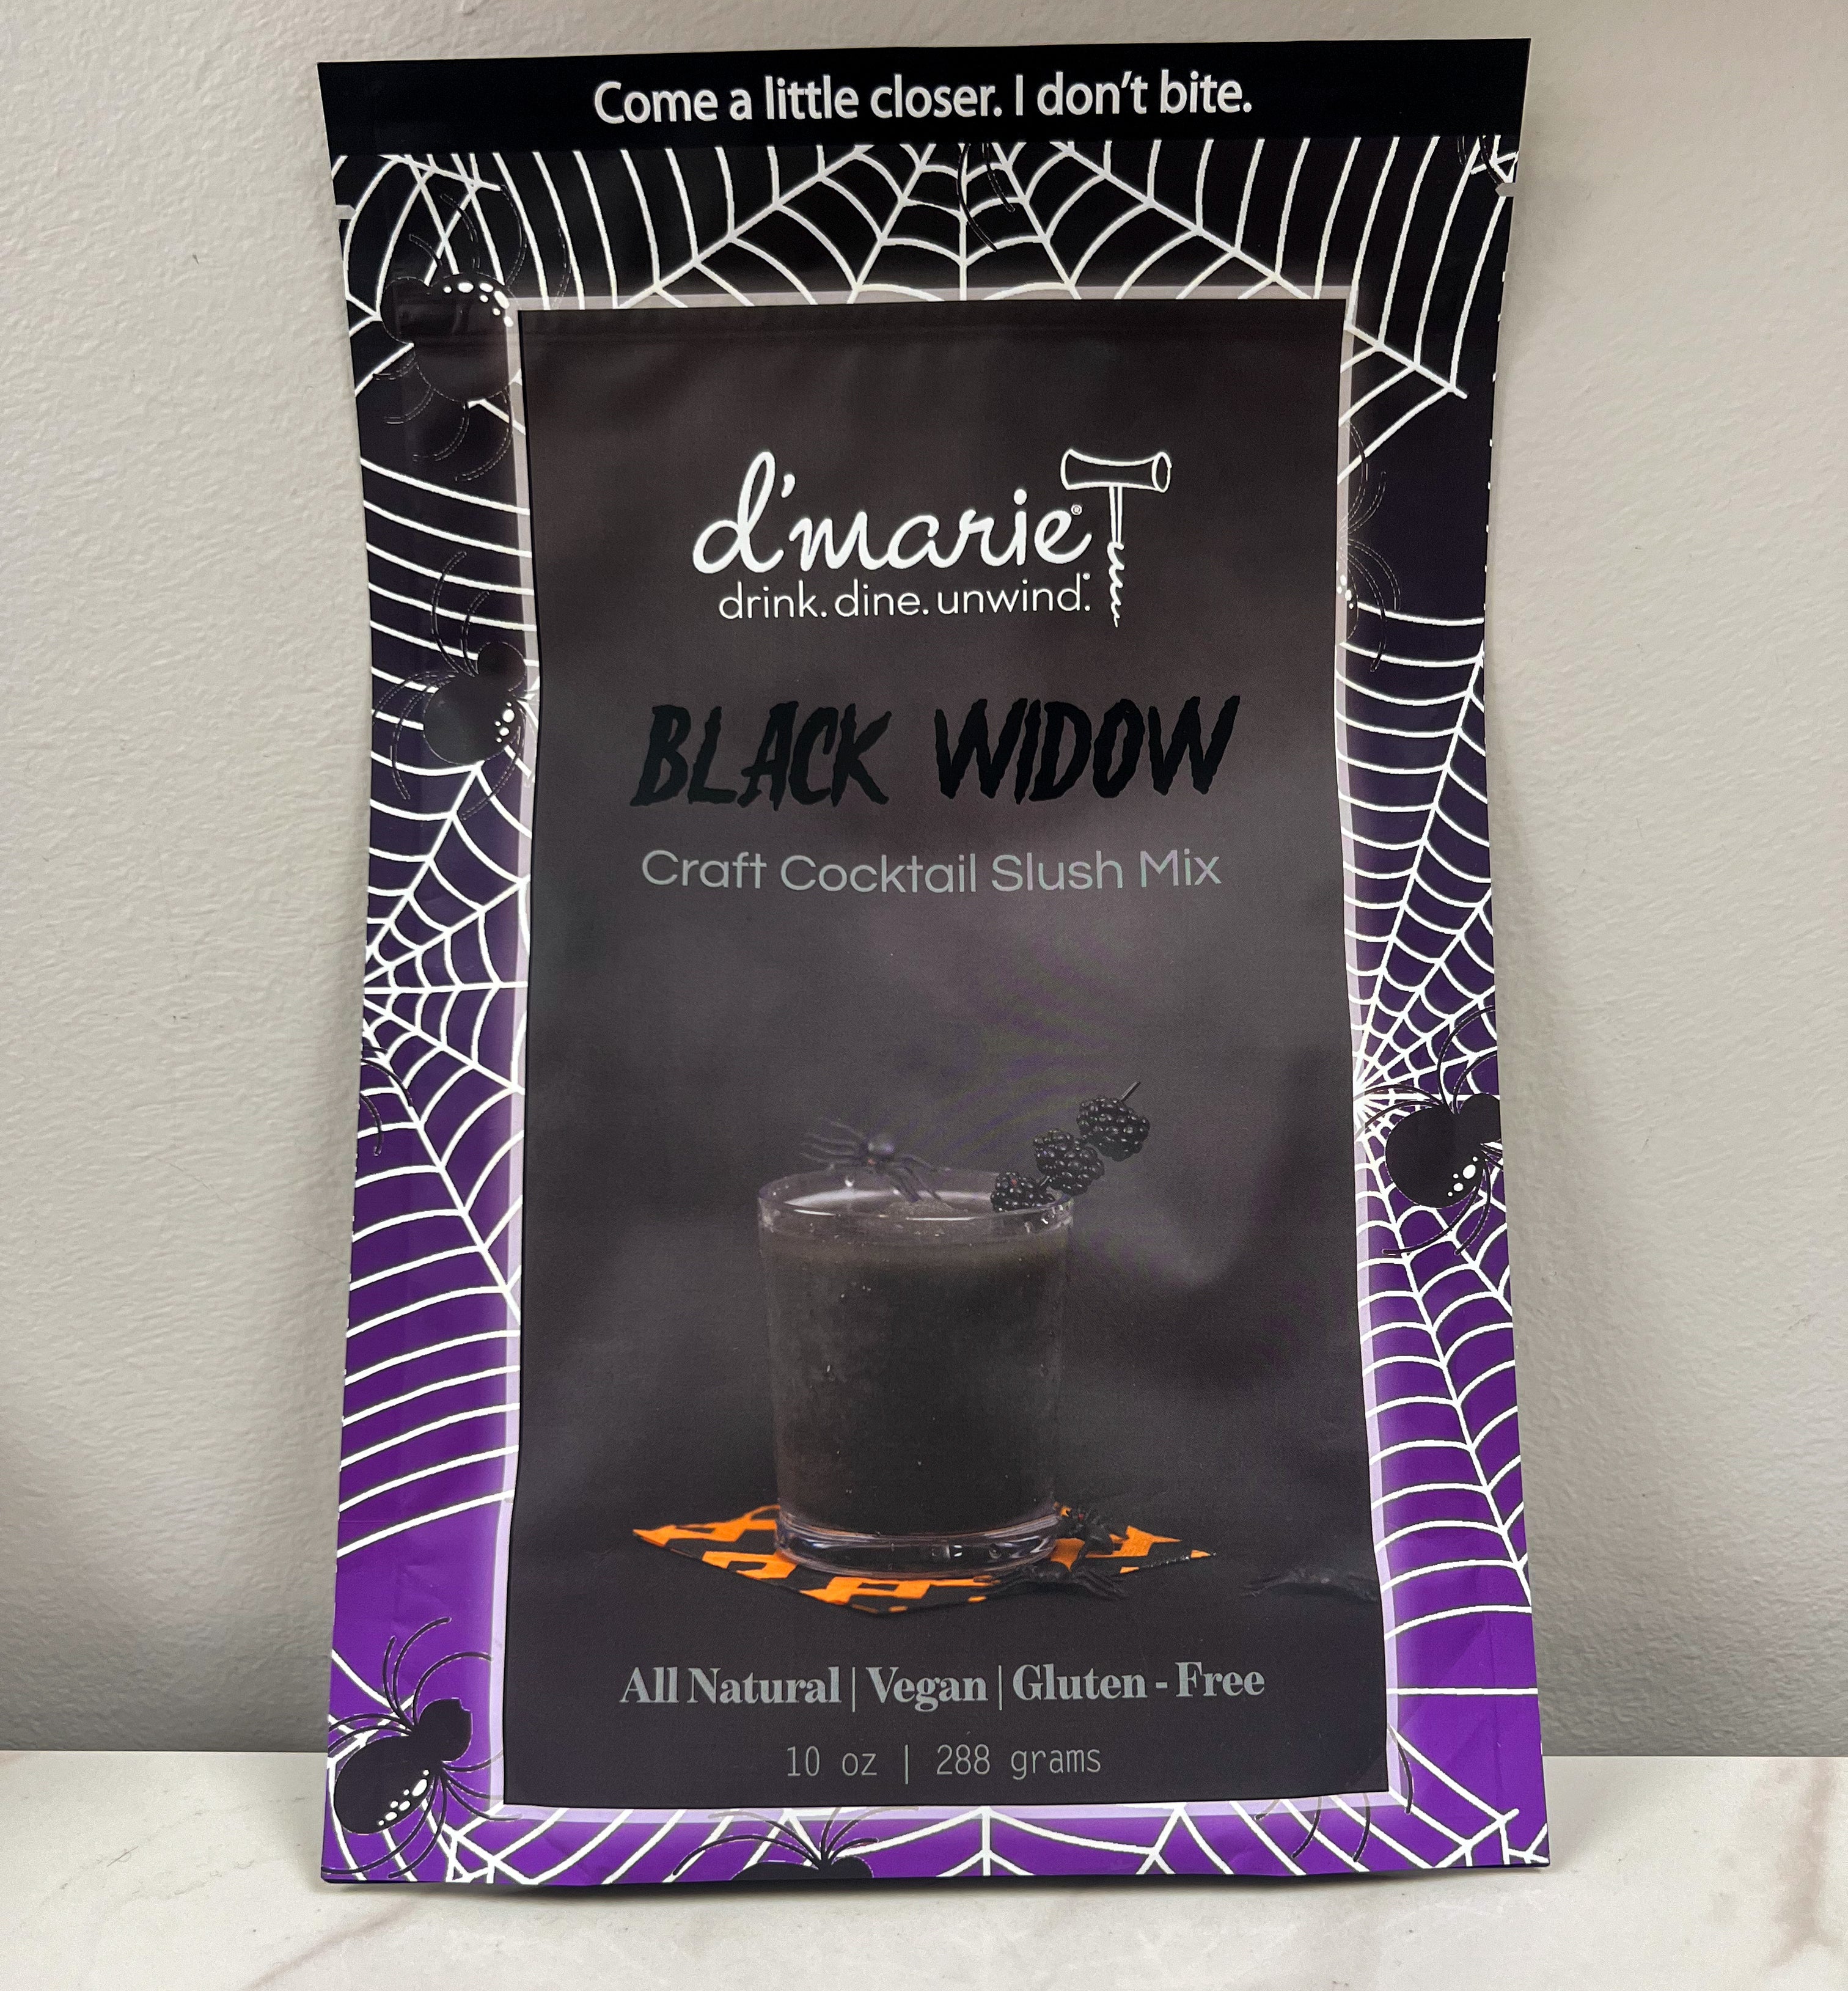 Come a little closer. I don't bite.
d'marie®
drink. dine. unwind.
BLACK WIDOW
Craft Cocktail Slush Mix
All Natural | Vegan | Gluten - Free
10 oz | 288 grams